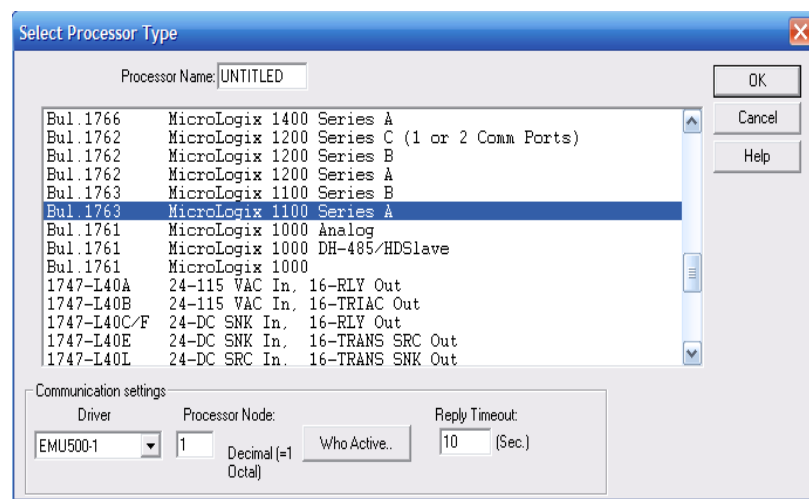 Select Processor Type
Processor Name: UNTITLED
OK
Cancel
Help
Bul.1766 MicroLogix 1400 Series A
Bul.1762 MicroLogix 1200 Series C (1 or 2 Comm Ports)
Bul.1762 MicroLogix 1200 Series B
Bul.1762 MicroLogix 1200 Series A
Bul.1763 MicroLogix 1100 Series B
Bul.1763 MicroLogix 1100 Series A
Bul.1761 MicroLogix 1000 Analog
Bul.1761 MicroLogix 1000 DH-485/HDSlave
Bul.1761 MicroLogix 1000
1747-L40A 24-115 VAC In, 16-RLY Out
1747-L40B 24-115 VAC In, 16-TRIAC Out
1747-L40C/F 24-DC SNK In, 16-RLY Out
1747-L40E 24-DC SNK In, 16-TRANS SRC Out
1747-L40L 24-DC SRC In, 16-TRANS SNK Out
Communication settings
Driver Processor Node: Reply Timeout:
EMU500-1 1 Decimal (=1 Octal) Who Active.. 10 (Sec.)